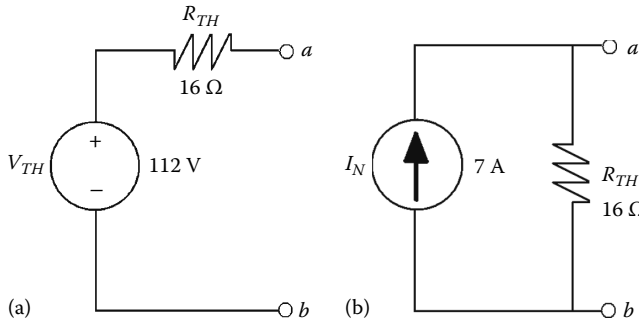 R_TH
a
16 Ω
V_TH
+
−
112 V
b
(a)
a
I_N
7 A
R_TH
16 Ω
b
(b)